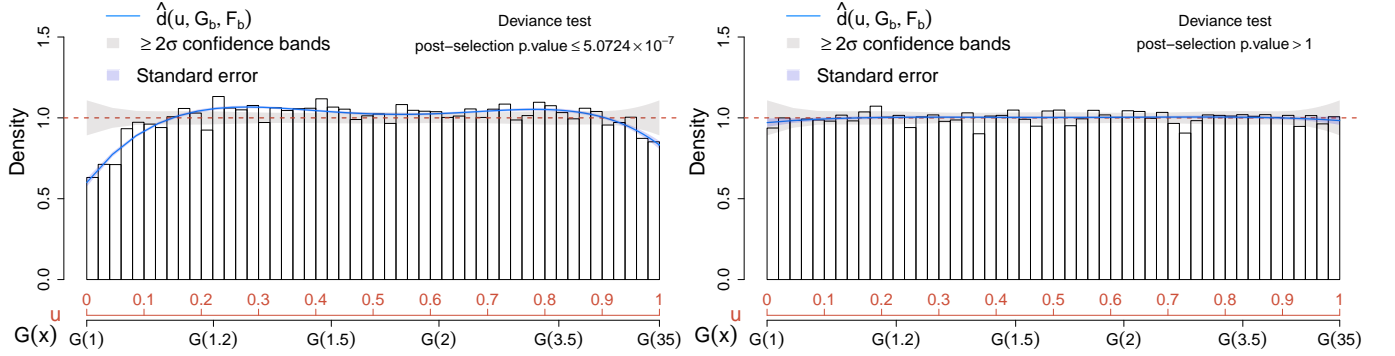 d̂(u, G_b, F_b)
≥ 2σ confidence bands
Standard error
Deviance test
post−selection p.value ≤ 5.0724 × 10^−7
Density
0.0 0.5 1.0 1.5
0 0.1 0.2 0.3 0.4 0.5 0.6 0.7 0.8 0.9 1
u
G(x)
G(1) G(1.2) G(1.5) G(2) G(3.5) G(35)
d̂(u, G_b, F_b)
≥ 2σ confidence bands
Standard error
Deviance test
post−selection p.value > 1
Density
0.0 0.5 1.0 1.5
0 0.1 0.2 0.3 0.4 0.5 0.6 0.7 0.8 0.9 1
u
G(x)
G(1) G(1.2) G(1.5) G(2) G(3.5) G(35)